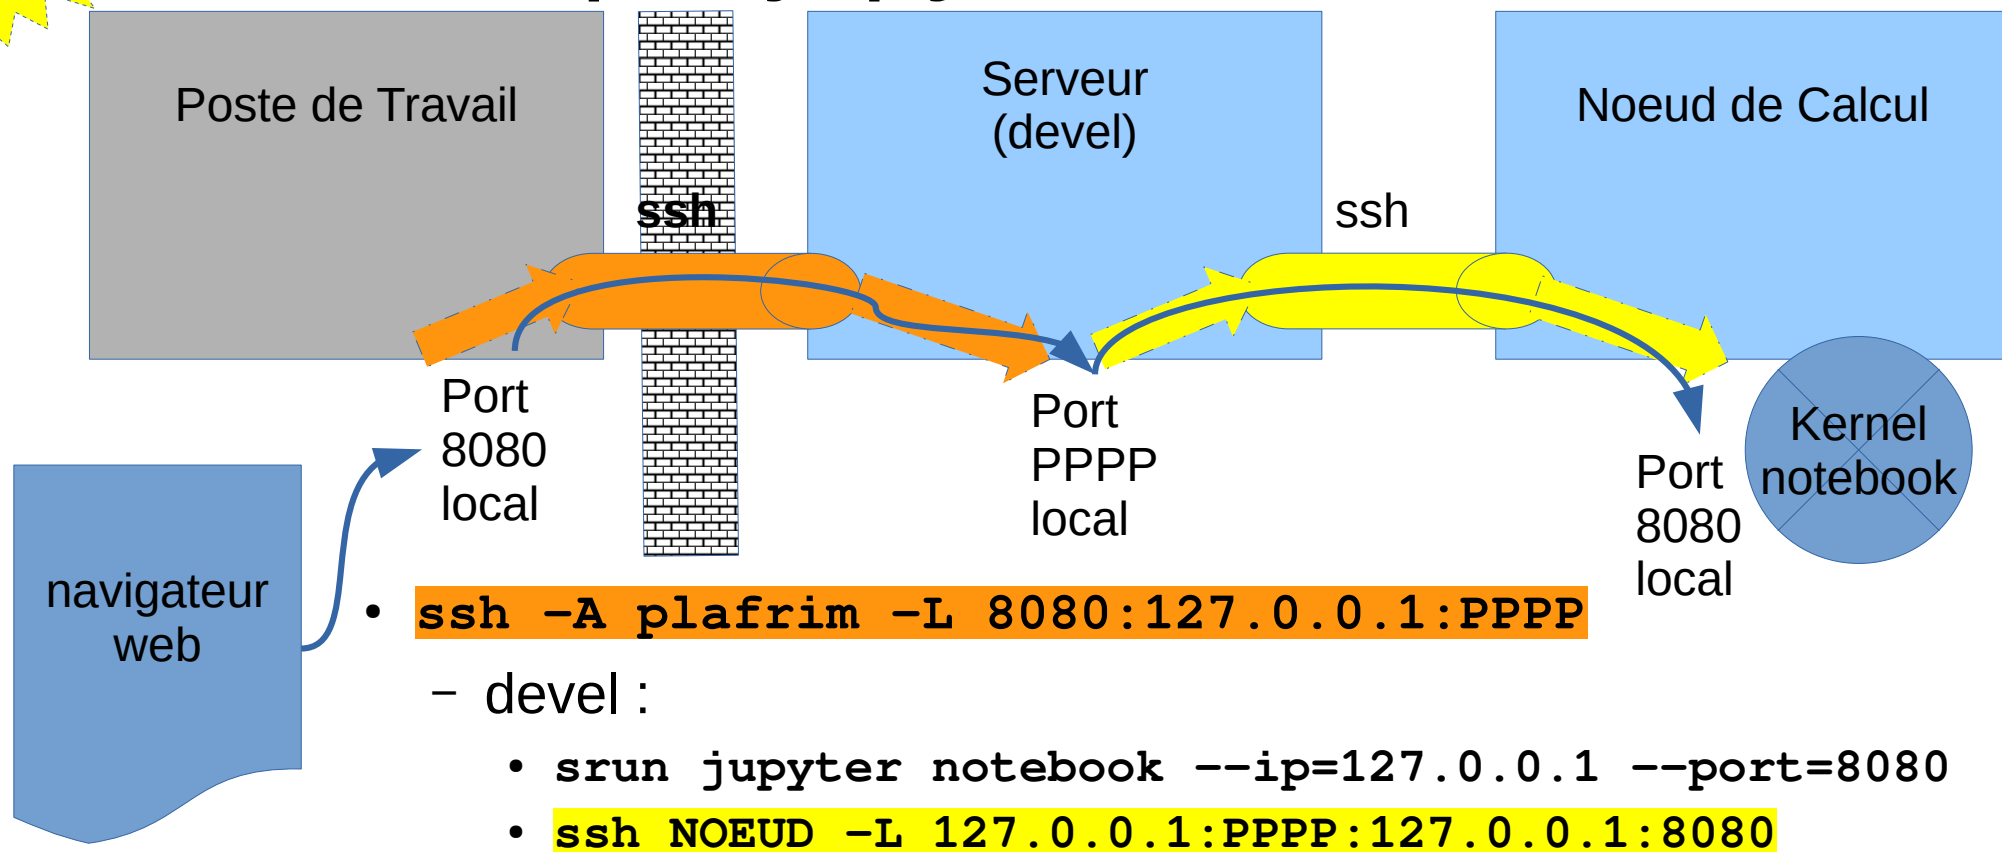 Poste de Travail
Serveur
(devel)
Noeud de Calcul
ssh
ssh
Port
8080
local
Port
PPPP
local
Port
8080
local
Kernel
notebook
navigateur
web
• ssh –A plafrim –L 8080:127.0.0.1:PPPP
– devel :
• srun jupyter notebook ––ip=127.0.0.1 ––port=8080
• ssh NOEUD –L 127.0.0.1:PPPP:127.0.0.1:8080